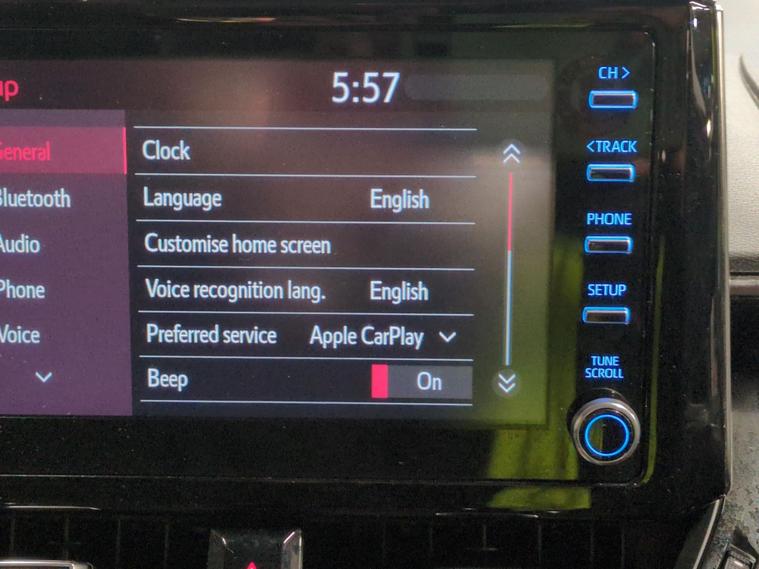 up
5:57
General
Bluetooth
Audio
Phone
Voice
Clock
Language English
Customise home screen
Voice recognition lang. English
Preferred service Apple CarPlay
Beep On
CH >
< TRACK
PHONE
SETUP
TUNE
SCROLL